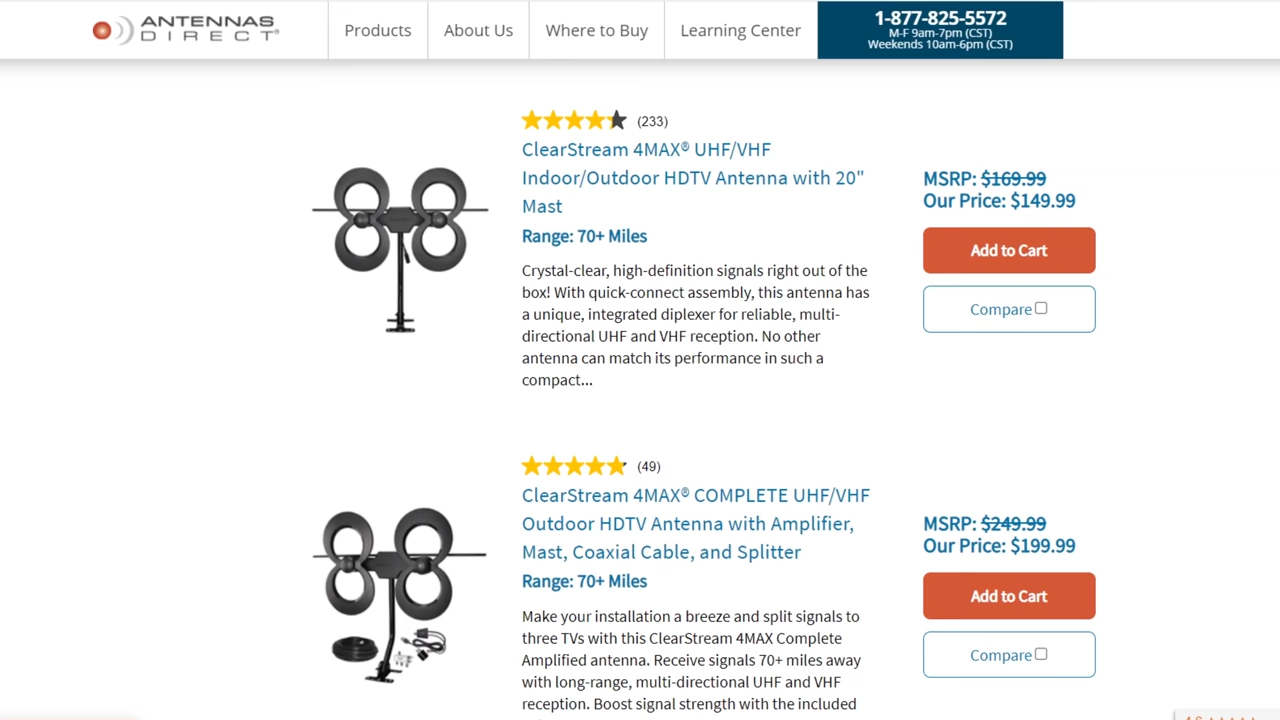 ANTENNAS
DIRECT®
Products
About Us
Where to Buy
Learning Center
1-877-825-5572
M-F 9am-7pm (CST)
Weekends 10am-6pm (CST)
(233)
ClearStream 4MAX® UHF/VHF
Indoor/Outdoor HDTV Antenna with 20"
Mast
Range: 70+ Miles
Crystal-clear, high-definition signals right out of the
box! With quick-connect assembly, this antenna has
a unique, integrated diplexer for reliable, multi-
directional UHF and VHF reception. No other
antenna can match its performance in such a
compact...
MSRP: $169.99
Our Price: $149.99
Add to Cart
Compare
(49)
ClearStream 4MAX® COMPLETE UHF/VHF
Outdoor HDTV Antenna with Amplifier,
Mast, Coaxial Cable, and Splitter
Range: 70+ Miles
Make your installation a breeze and split signals to
three TVs with this ClearStream 4MAX Complete
Amplified antenna. Receive signals 70+ miles away
with long-range, multi-directional UHF and VHF
reception. Boost signal strength with the included
MSRP: $249.99
Our Price: $199.99
Add to Cart
Compare